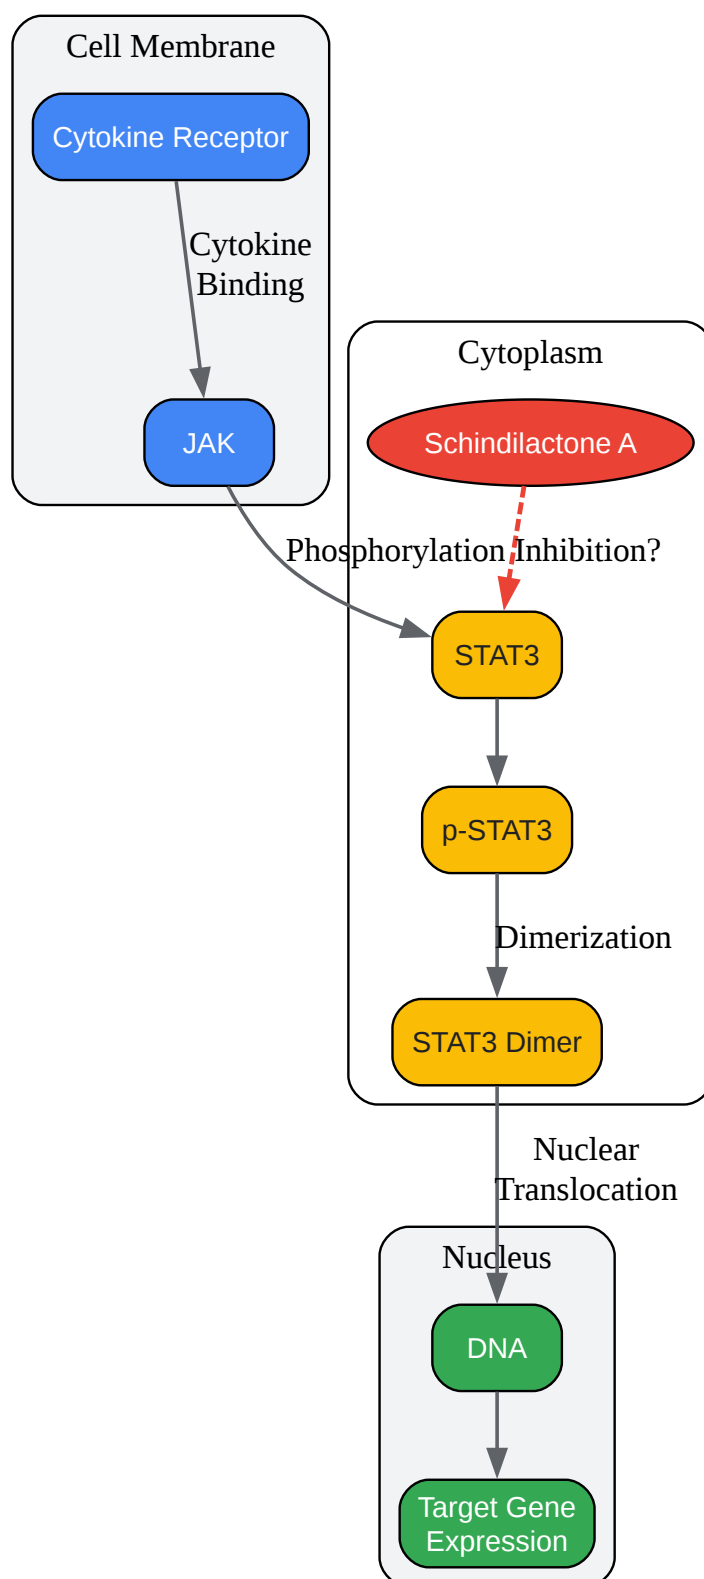 Cell Membrane
Cytokine Receptor
Cytokine
Binding
Cytoplasm
JAK
Schindilactone A
Phosphorylation
Inhibition?
STAT3
p-STAT3
Dimerization
STAT3 Dimer
Nuclear
Translocation
Nucleus
DNA
Target Gene
Expression